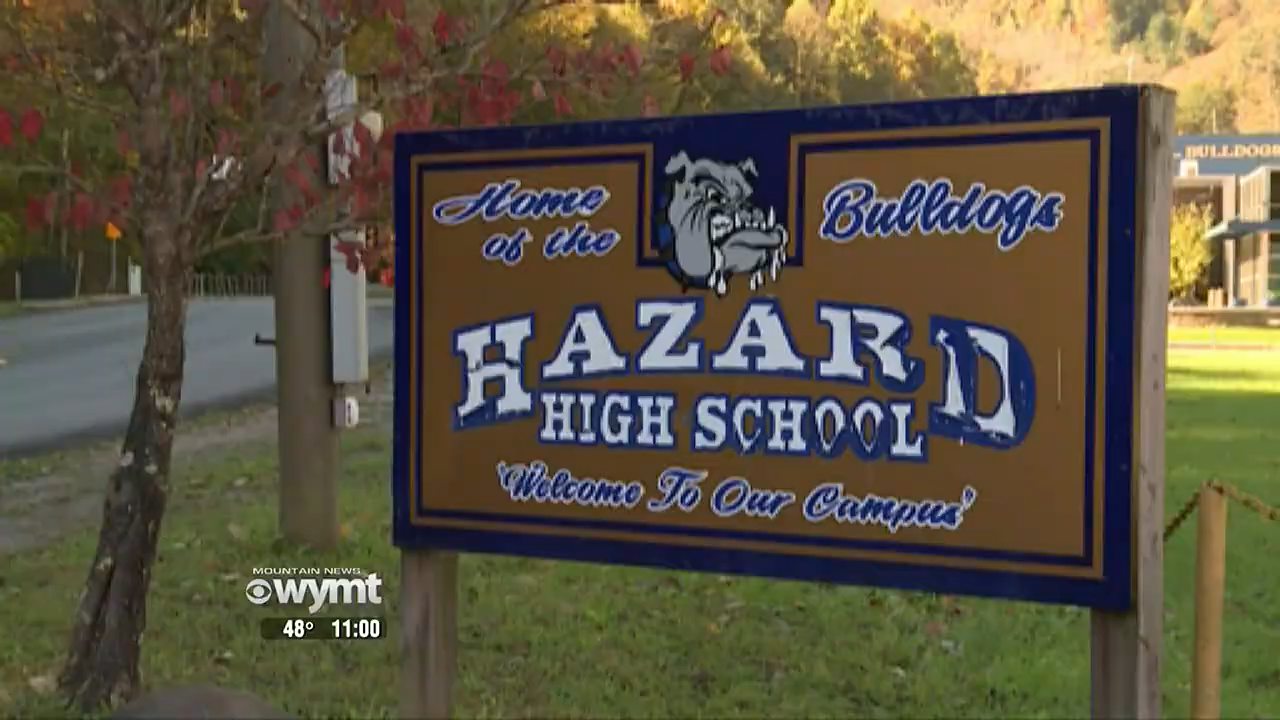 Home
of the
Bulldogs
HAZARD
HIGH SCHOOL
'Welcome To Our Campus'
BULLDOGS
MOUNTAIN NEWS
wymt
48° 11:00